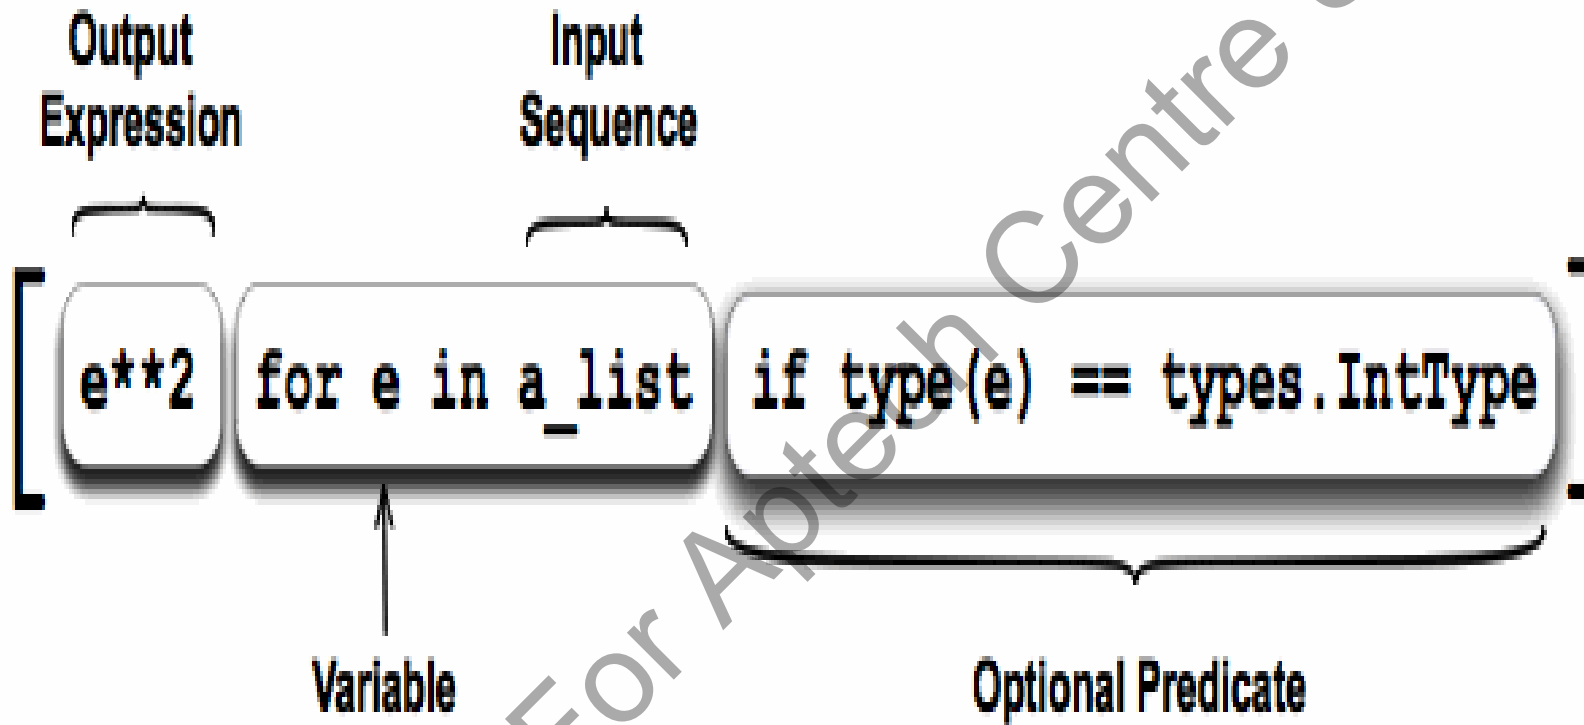 Output
Expression
Input
Sequence
[ e**2 for e in a_list if type(e) == types.IntType ]
Variable
Optional Predicate
For Aptech Centre